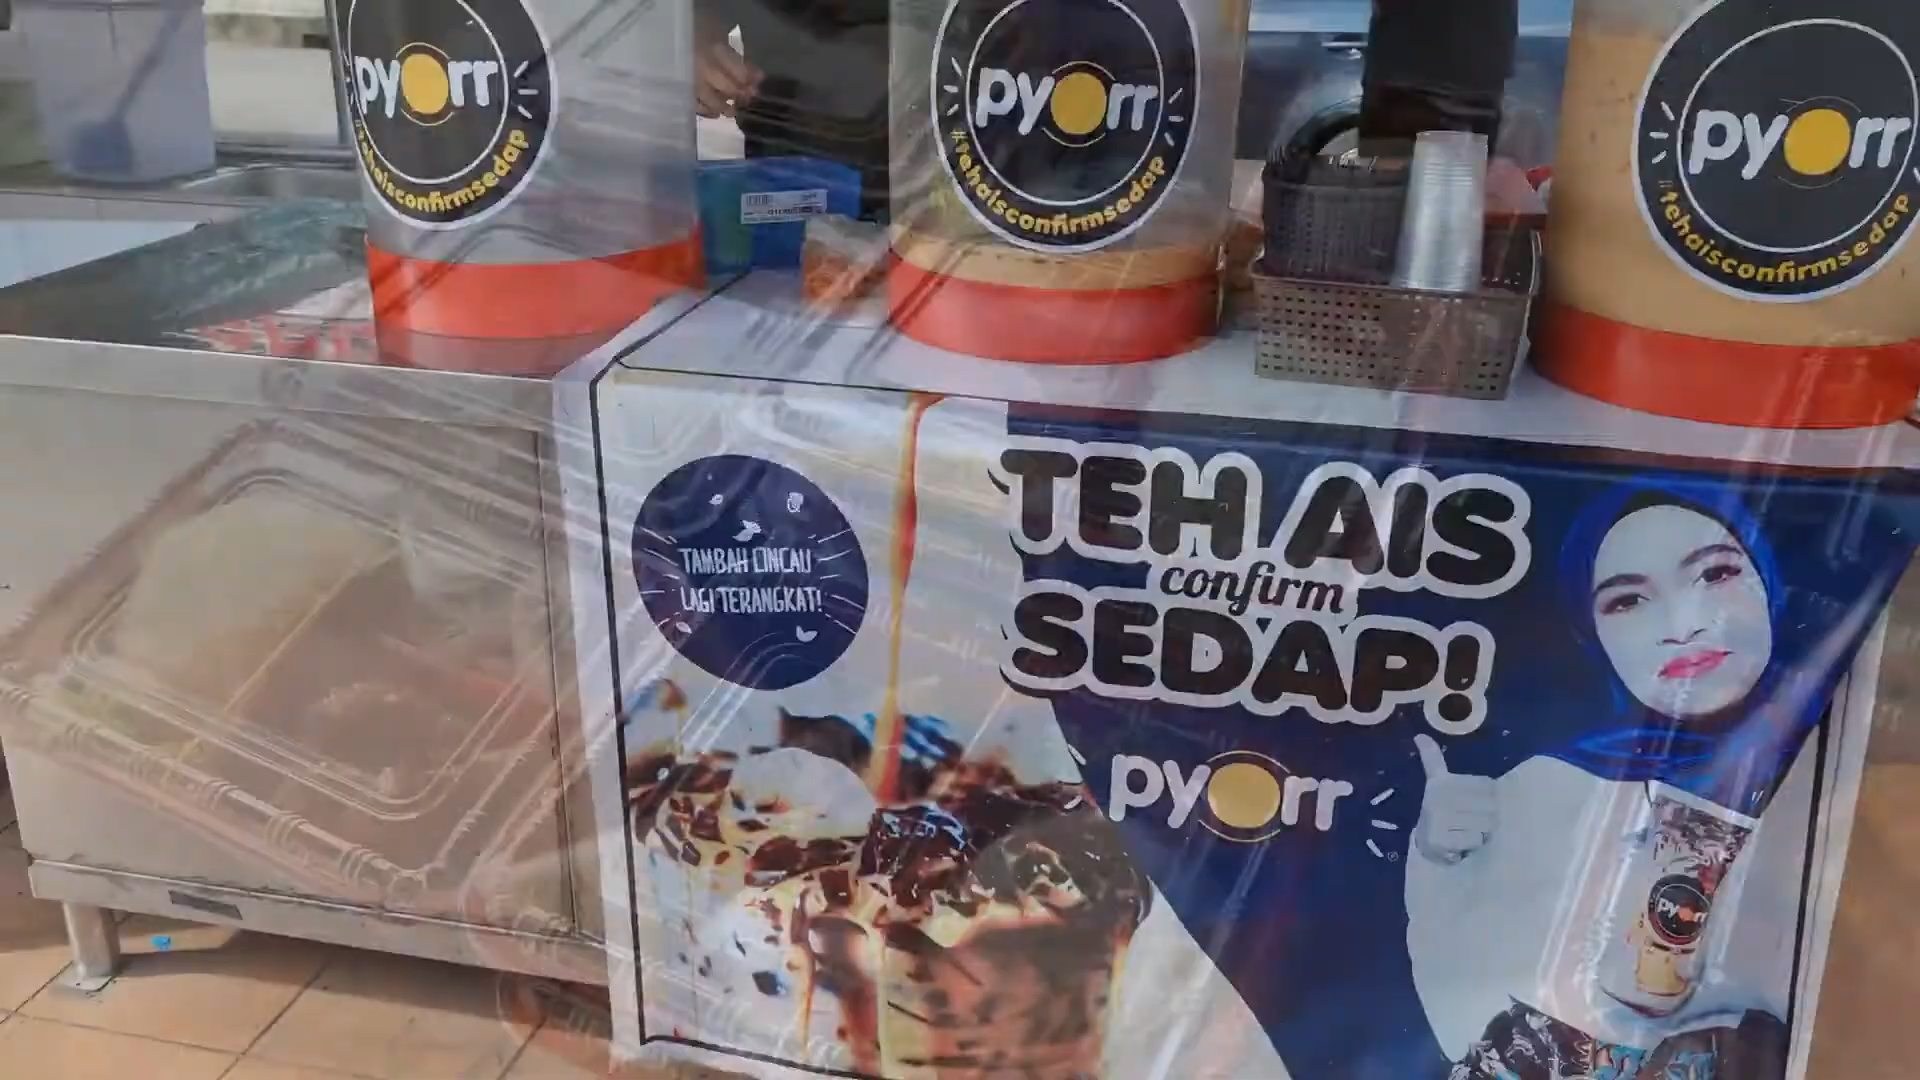 pyorr
#tehaisconfirmsedap
pyorr
#tehaisconfirmsedap
pyorr
#tehaisconfirmsedap
TAMBAH CINCAU
LAGI TERANGKAT!
TEH AIS
confirm
SEDAP!
pyorr
pyorr